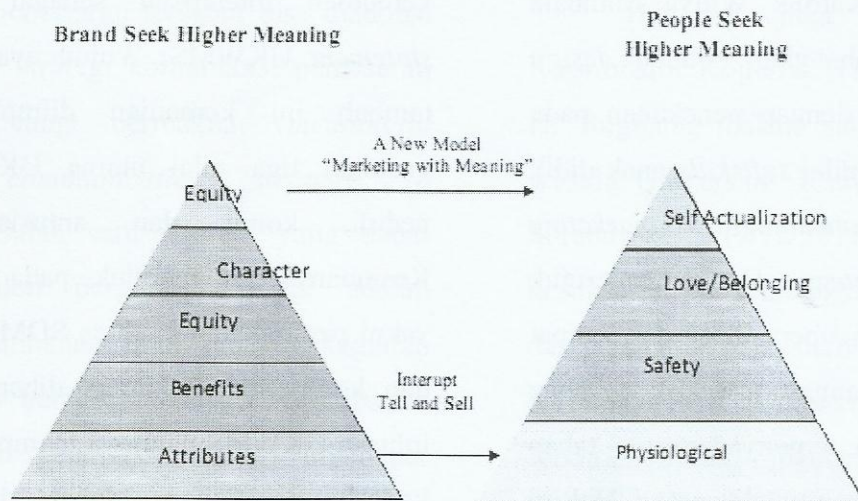 Brand Seek Higher Meaning
People Seek
Higher Meaning
A New Model
“Marketing with Meaning”
Equity
Character
Equity
Benefits
Attributes
Interupt
Tell and Sell
Self Actualization
Love/Belonging
Safety
Physiological